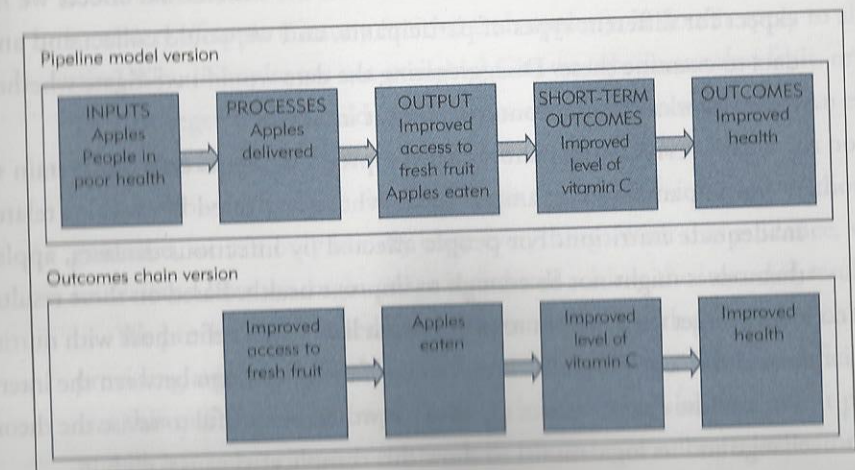 Pipeline model version
INPUTS
Apples
People in
poor health
PROCESSES
Apples
delivered
OUTPUT
Improved
access to
fresh fruit
Apples eaten
SHORT-TERM
OUTCOMES
Improved
level of
vitamin C
OUTCOMES
Improved
health
Outcomes chain version
Improved
access to
fresh fruit
Apples
eaten
Improved
level of
vitamin C
Improved
health